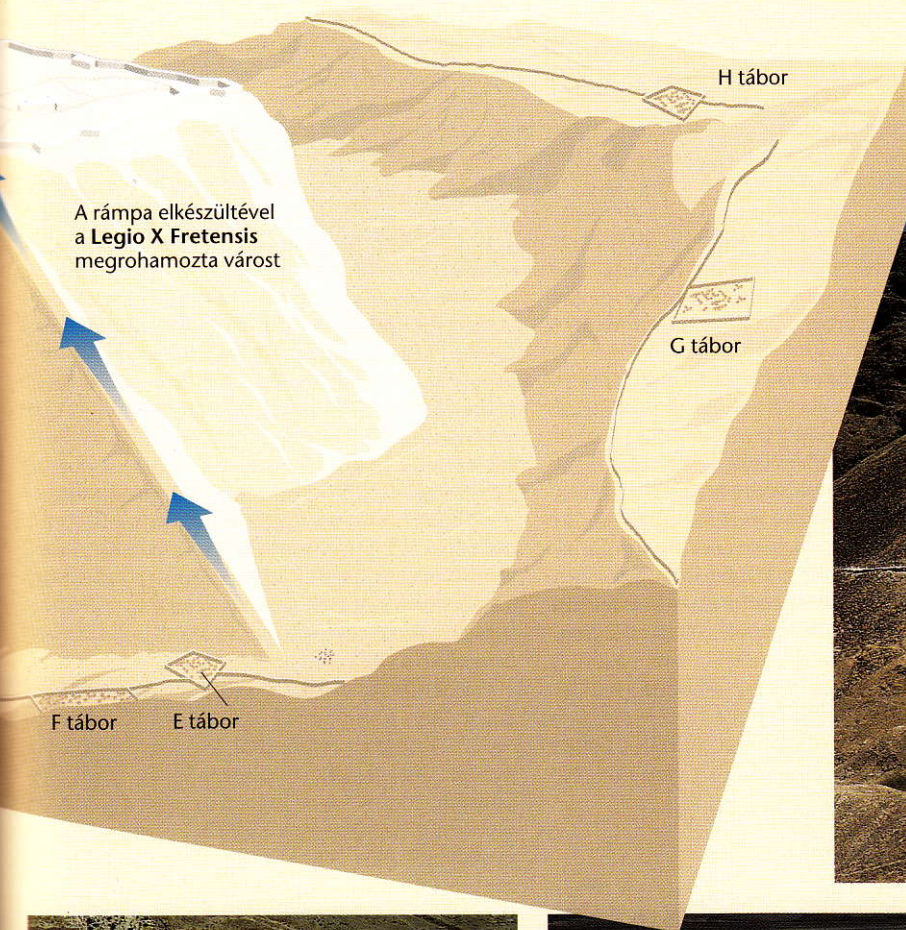 H tábor
A rámpa elkészültével
a Legio X Fretensis
megrohamozta várost
G tábor
F tábor
E tábor